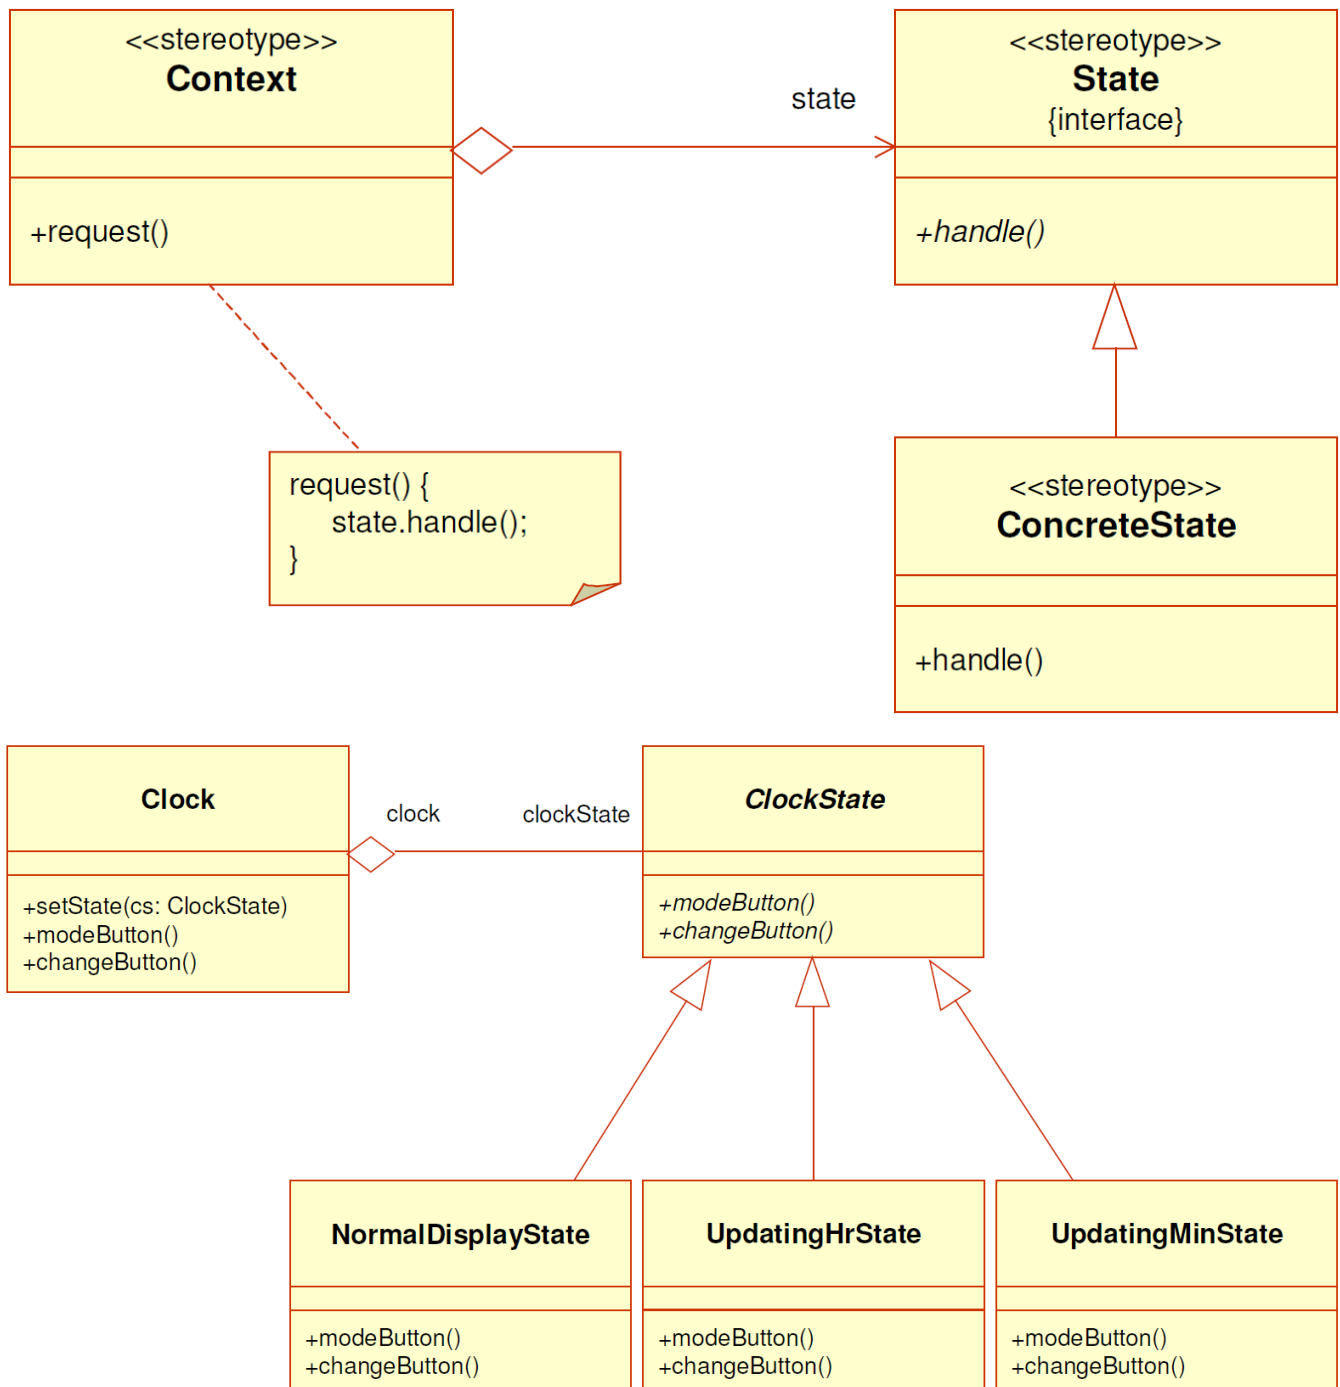 <<stereotype>>
Context
+request()
state
<<stereotype>>
State
{interface}
+handle()
request() {
state.handle();
}
<<stereotype>>
ConcreteState
+handle()
Clock
+setState(cs: ClockState)
+modeButton()
+changeButton()
clock
clockState
ClockState
+modeButton()
+changeButton()
NormalDisplayState
+modeButton()
+changeButton()
UpdatingHrState
+modeButton()
+changeButton()
UpdatingMinState
+modeButton()
+changeButton()